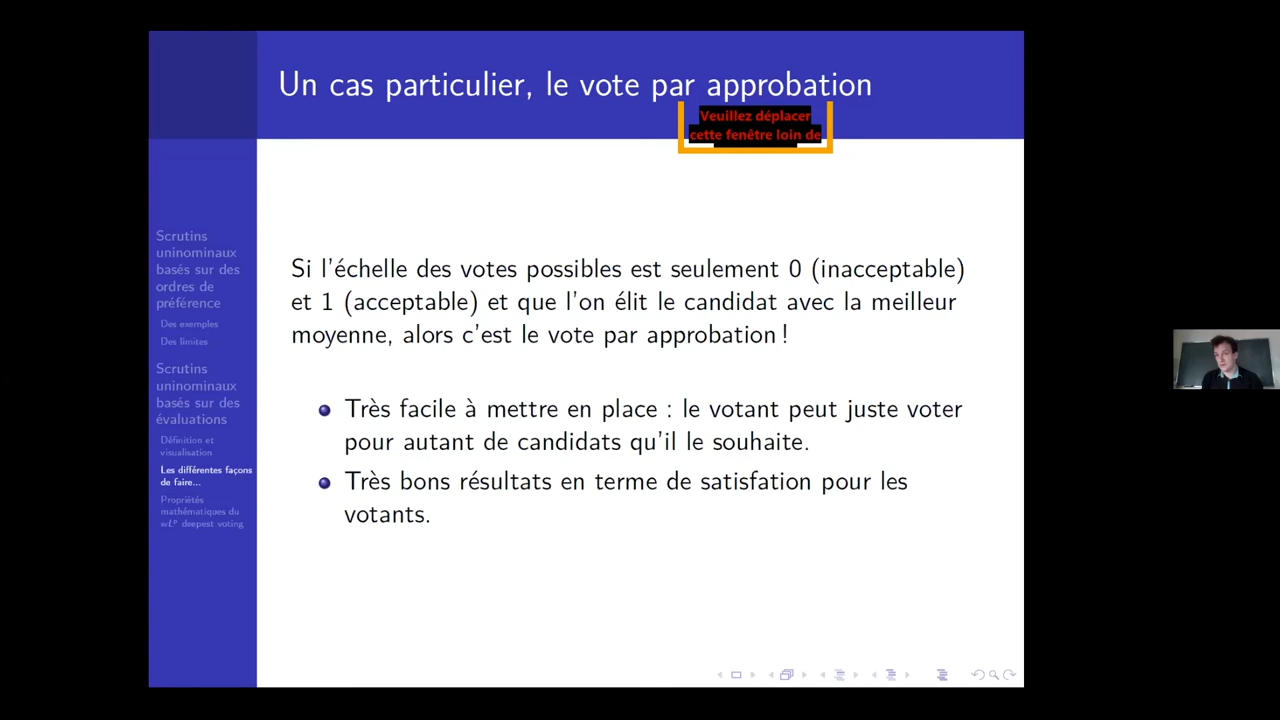 Un cas particulier, le vote par approbation
Veuillez déplacer
cette fenêtre loin de
Scrutins
uninominaux
basés sur des
ordres de
préférence
Des exemples
Des limites
Scrutins
uninominaux
basés sur des
évaluations
Définition et
visualisation
Les différentes façons
de faire...
Propriétés
mathématiques du
wLᵖ deepest voting
Si l'échelle des votes possibles est seulement 0 (inacceptable)
et 1 (acceptable) et que l'on élit le candidat avec la meilleur
moyenne, alors c'est le vote par approbation !
Très facile à mettre en place : le votant peut juste voter
pour autant de candidats qu'il le souhaite.
Très bons résultats en terme de satisfaction pour les
votants.